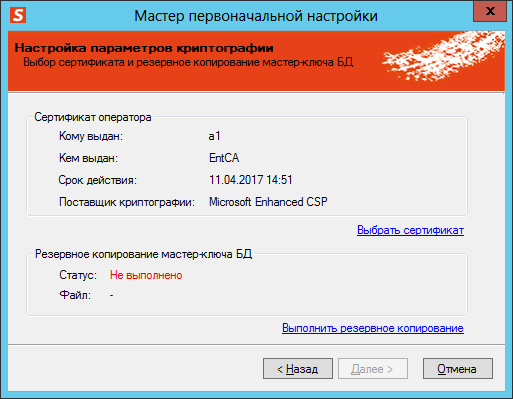 S
Мастер первоначальной настройки
x
Настройка параметров криптографии
Выбор сертификата и резервное копирование мастер-ключа БД
Сертификат оператора
Кому выдан: a1
Кем выдан: EntCA
Срок действия: 11.04.2017 14:51
Поставщик криптографии: Microsoft Enhanced CSP
Выбрать сертификат
Резервное копирование мастер-ключа БД
Статус: Не выполнено
Файл: -
Выполнить резервное копирование
< Назад Далее > Отмена